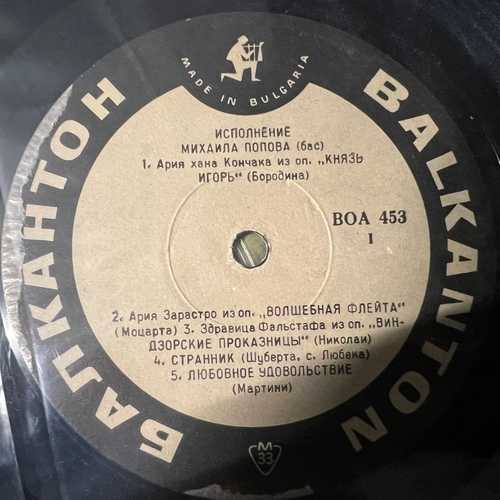 MADE IN BULGARIA
БАЛКАНТОН
BALKANTON
ИСПОЛНЕНИЕ
МИХАИЛА ПОПОВА (бас)
1. Ария хана Кончака из оп. „КНЯЗЬ
ИГОРЬ“ (Бородина)
ВОА 453
I
2. Ария Зарастро из оп. „ВОЛШЕБНАЯ ФЛЕЙТА“
(Моцарта) 3. Здравица Фальстафа из оп. „ВИН-
ДЗОРСКИЕ ПРОКАЗНИЦЫ“ (Николаи)
4. СТРАННИК (Шуберта, с. Любека)
5. ЛЮБОВНОЕ УДОВОЛЬСТВИЕ
(Мартини)
M
33